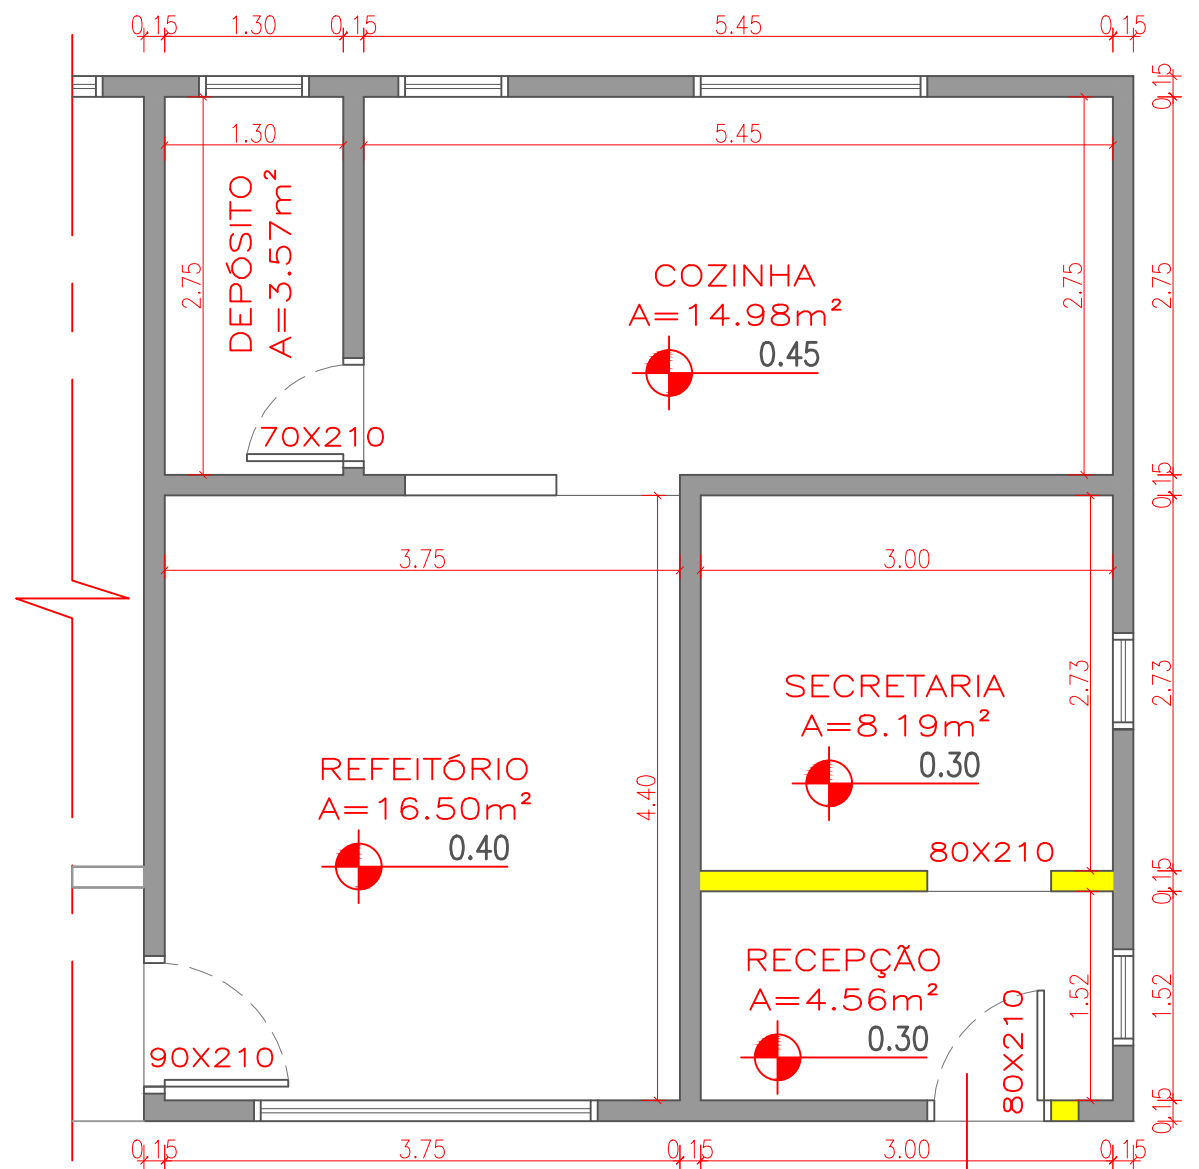 0.15
1.30
0.15
5.45
0.15
0.15
1.30
5.45
DEPÓSITO
A=3.57m²
2.75
COZINHA
A=14.98m²
0.45
2.75
2.75
70X210
0.15
3.75
3.00
SECRETARIA
A=8.19m²
0.30
2.73
2.73
REFEITÓRIO
A=16.50m²
0.40
4.40
80X210
0.15
RECEPÇÃO
A=4.56m²
0.30
1.52
1.52
90X210
80X210
0.15
0.15
3.75
0.15
3.00
0.15